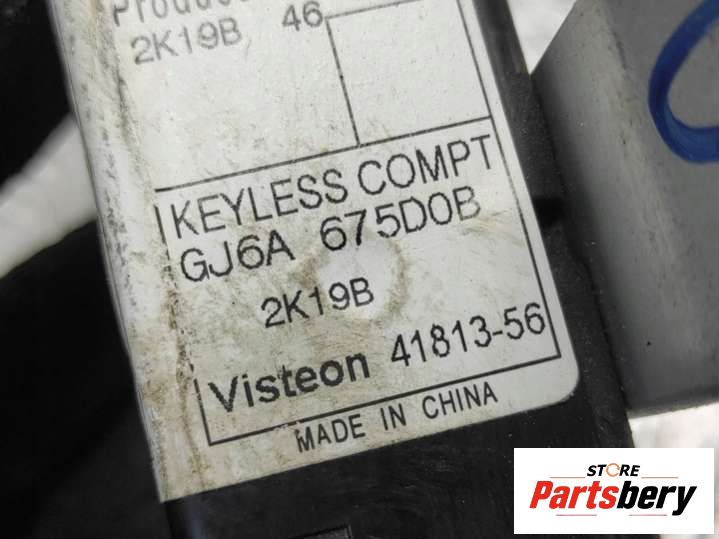 2K19B 46
KEYLESS COMPT
GJ6A 675D0B
2K19B
Visteon 41813-56
MADE IN CHINA
STORE
Partsbery